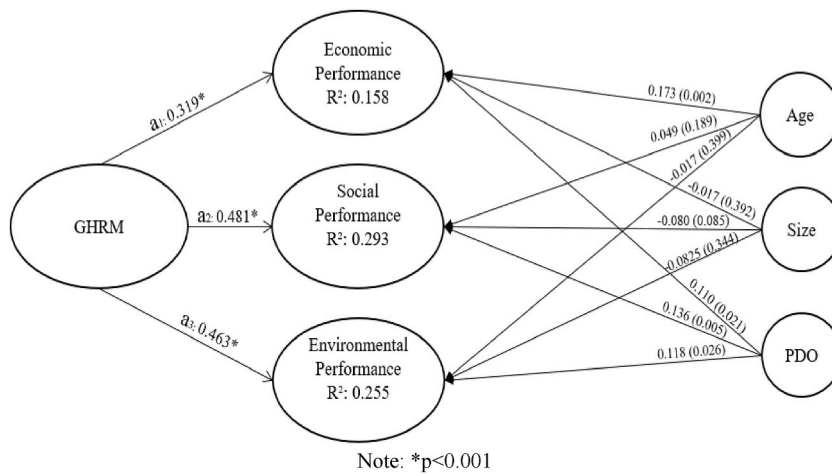 Economic
Performance
R²: 0.158
a₁: 0.319*
0.173 (0.002)
Age
0.049 (0.189)
-0.017 (0.399)
GHRM
a₂: 0.481*
Social
Performance
R²: 0.293
-0.017 (0.392)
-0.080 (0.085)
Size
-0.0825 (0.344)
a₃: 0.463*
0.110 (0.021)
0.136 (0.005)
Environmental
Performance
R²: 0.255
0.118 (0.026)
PDO
Note: *p<0.001